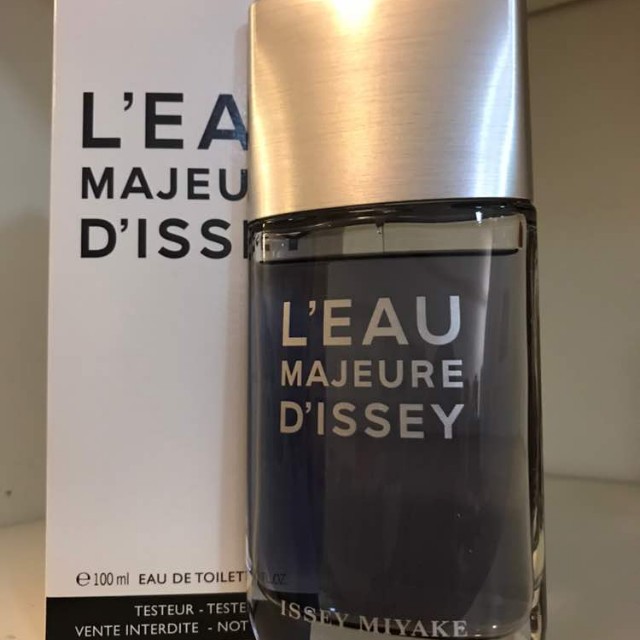 L'EA
MAJEU
D'ISS
℮ 100 ml EAU DE TOILET
TESTEUR - TESTE
VENTE INTERDITE - NOT
L'EAU
MAJEURE
D'ISSEY
ISSEY MIYAKE